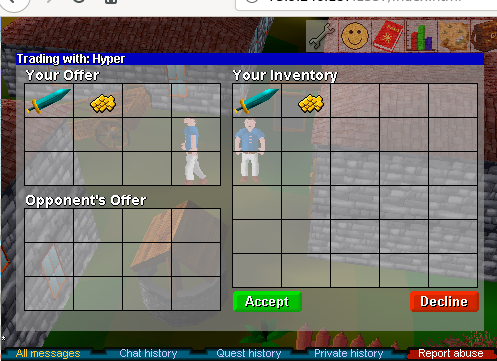 Trading with: Hyper
Your Offer
Your Inventory
Opponent's Offer
Accept
Decline
*
All messages
Chat history
Quest history
Private history
Report abuse